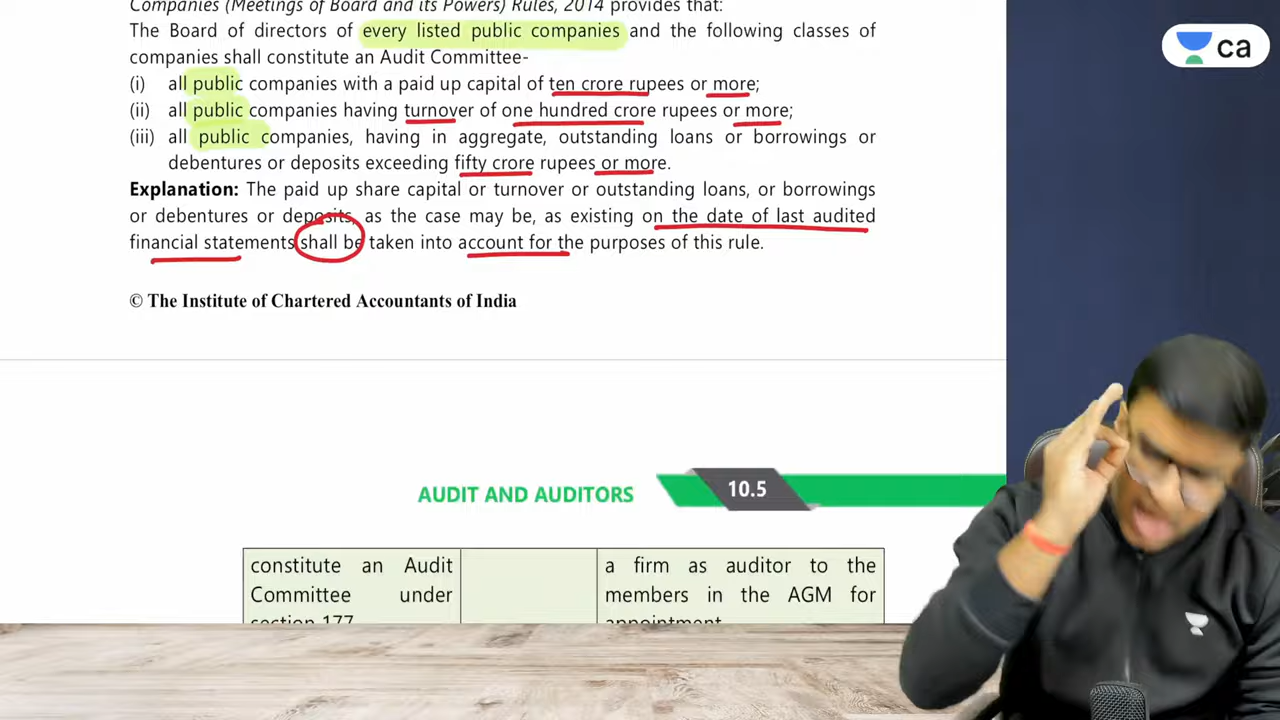 Companies (Meetings of Board and its Powers) Rules, 2014 provides that:
The Board of directors of every listed public companies and the following classes of
companies shall constitute an Audit Committee-
(i) all public companies with a paid up capital of ten crore rupees or more;
(ii) all public companies having turnover of one hundred crore rupees or more;
(iii) all public companies, having in aggregate, outstanding loans or borrowings or
debentures or deposits exceeding fifty crore rupees or more.
Explanation: The paid up share capital or turnover or outstanding loans, or borrowings
or debentures or deposits, as the case may be, as existing on the date of last audited
financial statements shall be taken into account for the purposes of this rule.
© The Institute of Chartered Accountants of India
AUDIT AND AUDITORS 10.5
constitute an Audit
Committee under
section 177
a firm as auditor to the
members in the AGM for
appointment
ca